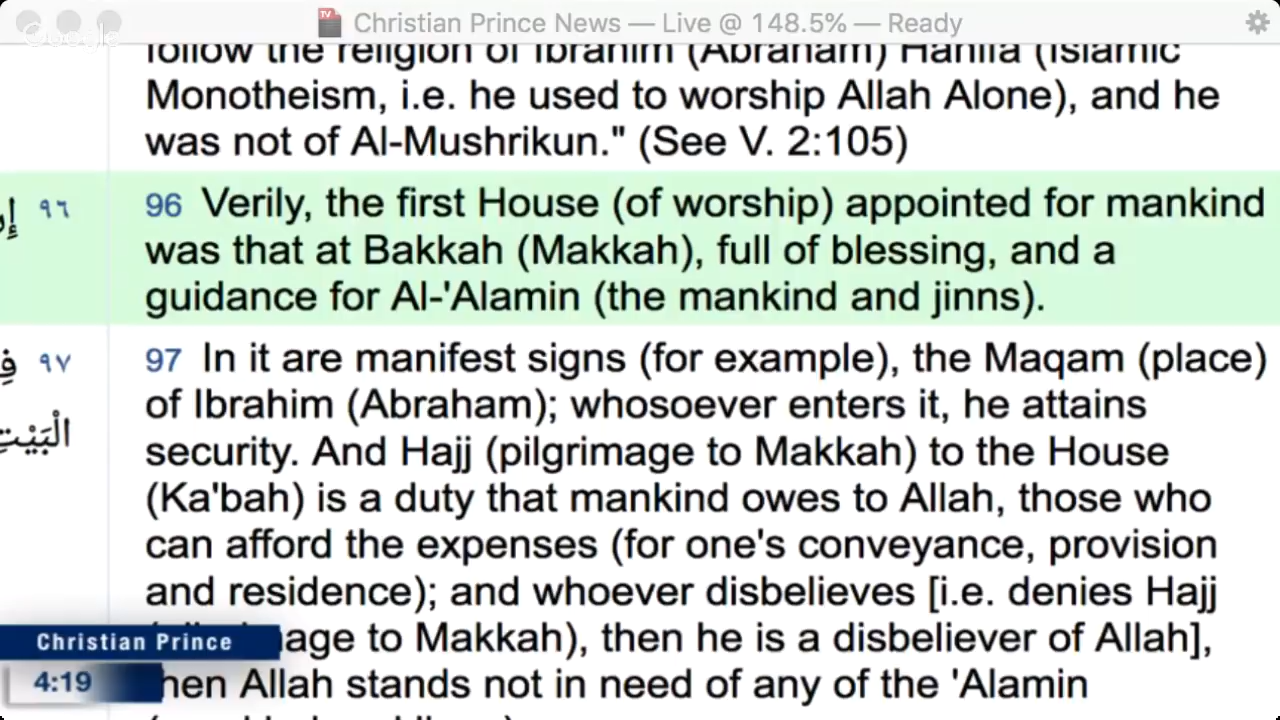 Christian Prince News — Live @ 148.5% — Ready
Google
follow the religion of Ibrahim (Abraham) Hanifa (Islamic
Monotheism, i.e. he used to worship Allah Alone), and he
was not of Al-Mushrikun." (See V. 2:105)
٩٦
96 Verily, the first House (of worship) appointed for mankind
was that at Bakkah (Makkah), full of blessing, and a
guidance for Al-'Alamin (the mankind and jinns).
٩٧
97 In it are manifest signs (for example), the Maqam (place)
of Ibrahim (Abraham); whosoever enters it, he attains
الْبَيْتِ
security. And Hajj (pilgrimage to Makkah) to the House
(Ka'bah) is a duty that mankind owes to Allah, those who
can afford the expenses (for one's conveyance, provision
and residence); and whoever disbelieves [i.e. denies Hajj
to Makkah), then he is a disbeliever of Allah],
Allah stands not in need of any of the 'Alamin
Christian Prince
4:19